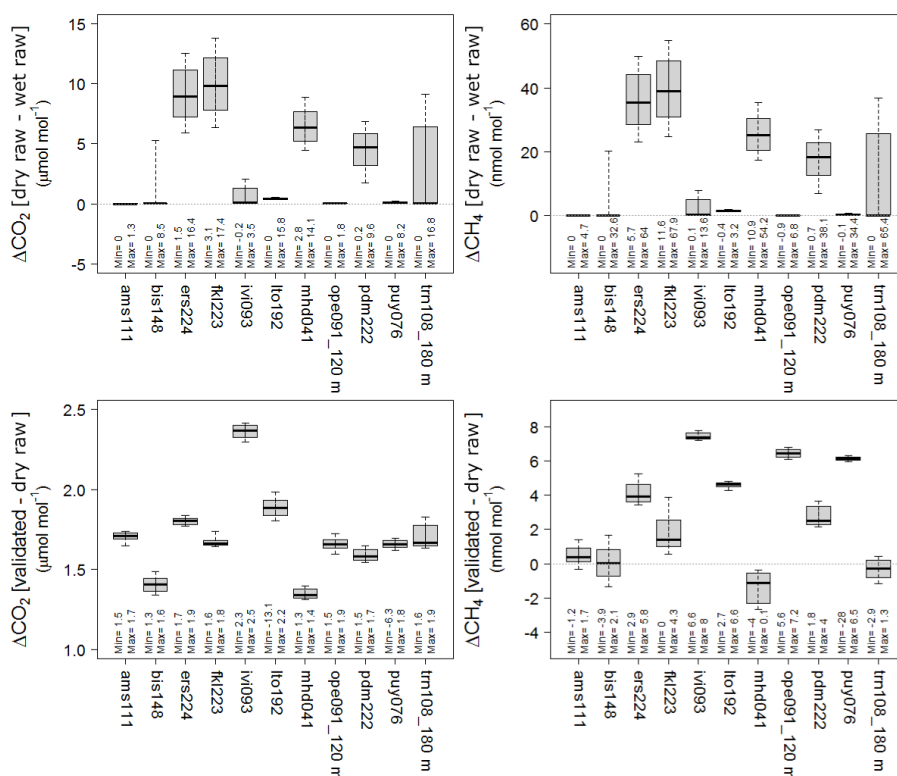 ΔCO2 [dry raw - wet raw]
(μmol mol-1)
15
10
5
0
-5
Min= 0
Max= 1.3
Min= 0
Max= 8.5
Min= 1.5
Max= 16.4
Min= 3.1
Max= 17.4
Min= -0.2
Max= 3.5
Min= 0
Max= 15.8
Min= 2.8
Max= 14.1
Min= 0
Max= 1.8
Min= 0.2
Max= 9.6
Min= 0
Max= 8.2
Min= 0
Max= 16.8
ams111
bis148
ers224
fkl223
ivi093
lto192
mhd041
ope091_120 m
pdm222
puy076
trn108_180 m
ΔCH4 [dry raw - wet raw]
(nmol mol-1)
60
40
20
0
Min= 0
Max= 4.7
Min= 0
Max= 32.6
Min= 5.7
Max= 64
Min= 11.6
Max= 67.9
Min= 0.1
Max= 13.6
Min= -0.4
Max= 3.2
Min= 10.9
Max= 54.2
Min= -0.9
Max= 6.8
Min= 0.7
Max= 38.1
Min= -0.1
Max= 34.4
Min= 0
Max= 65.4
ams111
bis148
ers224
fkl223
ivi093
lto192
mhd041
ope091_120 m
pdm222
puy076
trn108_180 m
ΔCO2 [validated - dry raw]
(μmol mol-1)
2.5
2.0
1.5
1.0
Min= 1.5
Max= 1.7
Min= 1.3
Max= 1.6
Min= 1.7
Max= 1.9
Min= 1.6
Max= 1.8
Min= 2.3
Max= 2.5
Min= -13.1
Max= 2.2
Min= 1.3
Max= 1.4
Min= 1.5
Max= 1.9
Min= 1.5
Max= 1.7
Min= -6.3
Max= 1.8
Min= 1.6
Max= 1.9
ams111
bis148
ers224
fkl223
ivi093
lto192
mhd041
ope091_120 m
pdm222
puy076
trn108_180 m
ΔCH4 [validated - dry raw]
(nmol mol-1)
8
6
4
2
0
-2
-4
Min= -1.2
Max= 1.7
Min= -3.9
Max= 2.1
Min= 2.9
Max= 5.8
Min= 0
Max= 4.3
Min= 6.6
Max= 8
Min= 2.7
Max= 6.6
Min= -4
Max= 0.1
Min= 5.6
Max= 7.2
Min= 1.8
Max= 4
Min= -28
Max= 6.5
Min= -2.9
Max= 1.3
ams111
bis148
ers224
fkl223
ivi093
lto192
mhd041
ope091_120 m
pdm222
puy076
trn108_180 m